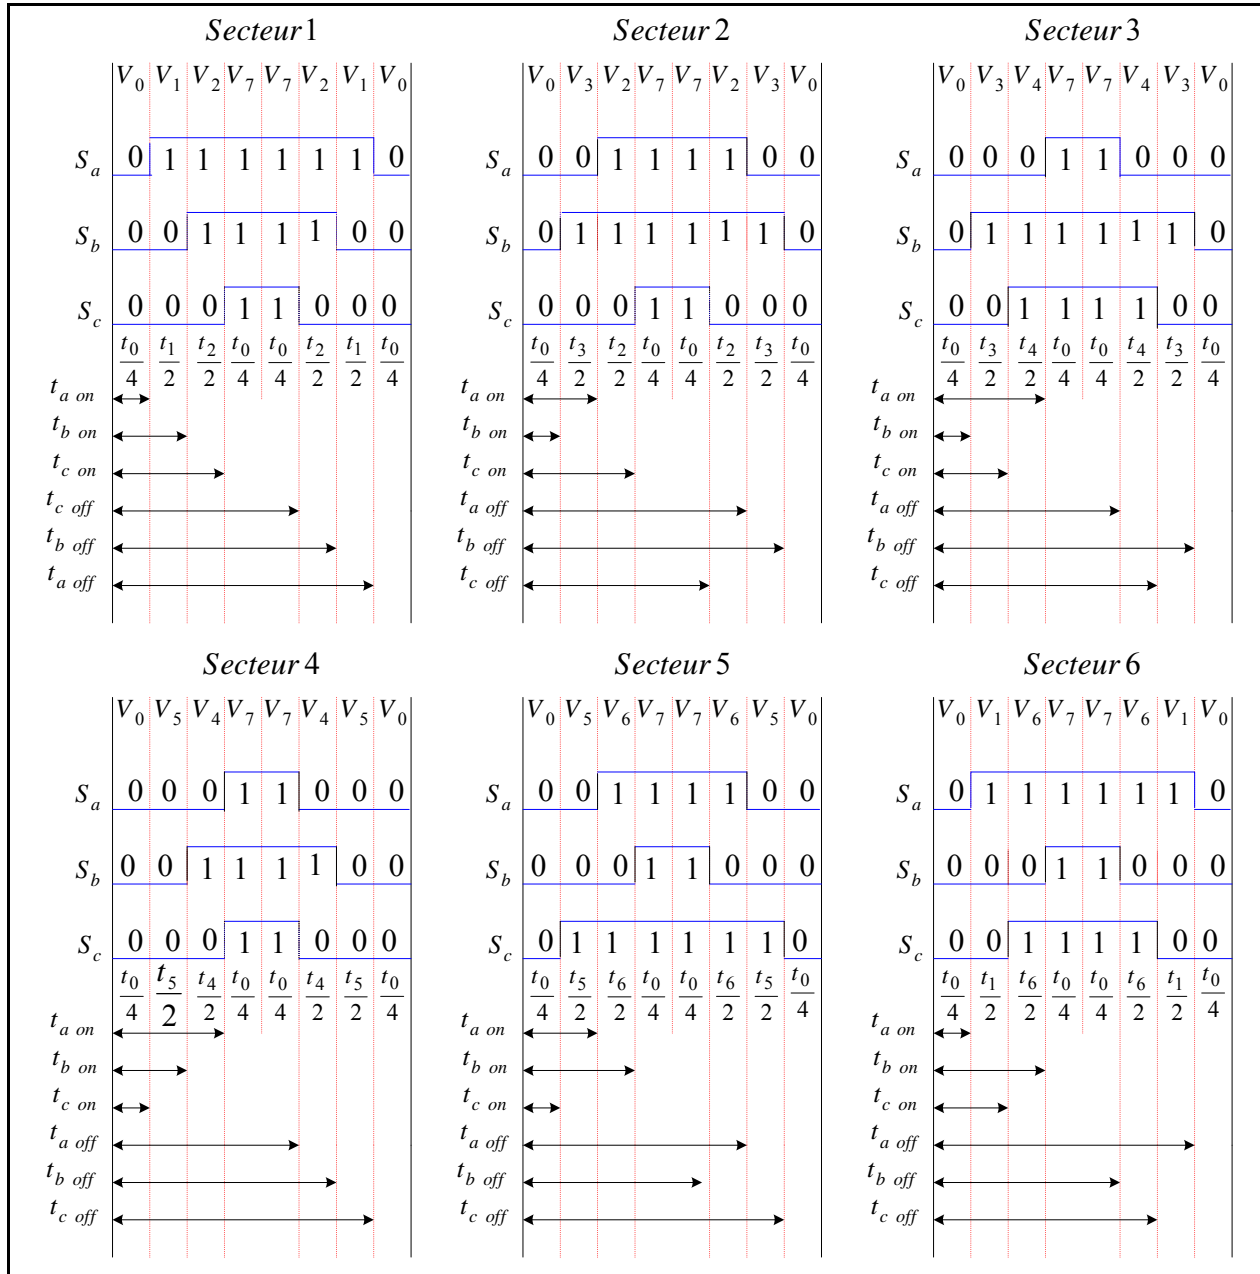 Secteur 1
V0 V1 V2 V7 V7 V2 V1 V0
Sa 0 1 1 1 1 1 1 0
Sb 0 0 1 1 1 1 0 0
Sc 0 0 0 1 1 0 0 0
t0/4 t1/2 t2/2 t0/4 t0/4 t2/2 t1/2 t0/4
ta on
tb on
tc on
tc off
tb off
ta off
Secteur 2
V0 V3 V2 V7 V7 V2 V3 V0
Sa 0 0 1 1 1 1 0 0
Sb 0 1 1 1 1 1 1 0
Sc 0 0 0 1 1 0 0 0
t0/4 t3/2 t2/2 t0/4 t0/4 t2/2 t3/2 t0/4
ta on
tb on
tc on
ta off
tb off
tc off
Secteur 3
V0 V3 V4 V7 V7 V4 V3 V0
Sa 0 0 0 1 1 0 0 0
Sb 0 1 1 1 1 1 1 0
Sc 0 0 1 1 1 1 0 0
t0/4 t3/2 t4/2 t0/4 t0/4 t4/2 t3/2 t0/4
ta on
tb on
tc on
ta off
tb off
tc off
Secteur 4
V0 V5 V4 V7 V7 V4 V5 V0
Sa 0 0 0 1 1 0 0 0
Sb 0 0 1 1 1 1 0 0
Sc 0 0 0 1 1 0 0 0
t0/4 t5/2 t4/2 t0/4 t0/4 t4/2 t5/2 t0/4
ta on
tb on
tc on
ta off
tb off
tc off
Secteur 5
V0 V5 V6 V7 V7 V6 V5 V0
Sa 0 0 1 1 1 1 0 0
Sb 0 0 0 1 1 0 0 0
Sc 0 1 1 1 1 1 1 0
t0/4 t5/2 t6/2 t0/4 t0/4 t6/2 t5/2 t0/4
ta on
tb on
tc on
ta off
tb off
tc off
Secteur 6
V0 V1 V6 V7 V7 V6 V1 V0
Sa 0 1 1 1 1 1 1 0
Sb 0 0 0 1 1 0 0 0
Sc 0 0 1 1 1 1 0 0
t0/4 t1/2 t6/2 t0/4 t0/4 t6/2 t1/2 t0/4
ta on
tb on
tc on
ta off
tb off
tc off